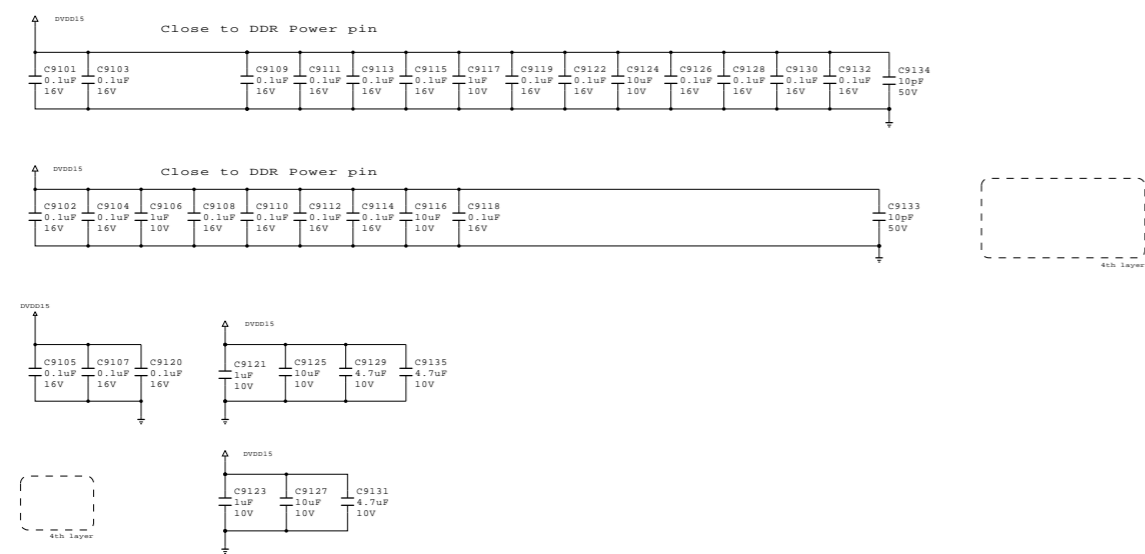 DVDD15
Close to DDR Power pin
C9101 C9103 C9109 C9111 C9113 C9115 C9117 C9119 C9122 C9124 C9126 C9128 C9130 C9132 C9134
0.1uF 0.1uF 0.1uF 0.1uF 0.1uF 0.1uF 1uF 0.1uF 0.1uF 10uF 0.1uF 0.1uF 0.1uF 0.1uF 10pF
16V 16V 16V 16V 16V 16V 10V 16V 16V 10V 16V 16V 16V 16V 50V
DVDD15
Close to DDR Power pin
C9102 C9104 C9106 C9108 C9110 C9112 C9114 C9116 C9118 C9133
0.1uF 0.1uF 1uF 0.1uF 0.1uF 0.1uF 0.1uF 10uF 0.1uF 10pF
16V 16V 10V 16V 16V 16V 16V 10V 16V 50V
4th layer
DVDD15
DVDD15
C9105 C9107 C9120 C9121 C9125 C9129 C9135
0.1uF 0.1uF 0.1uF 1uF 10uF 4.7uF 4.7uF
16V 16V 16V 10V 10V 10V 10V
DVDD15
C9123 C9127 C9131
1uF 10uF 4.7uF
10V 10V 10V
4th layer